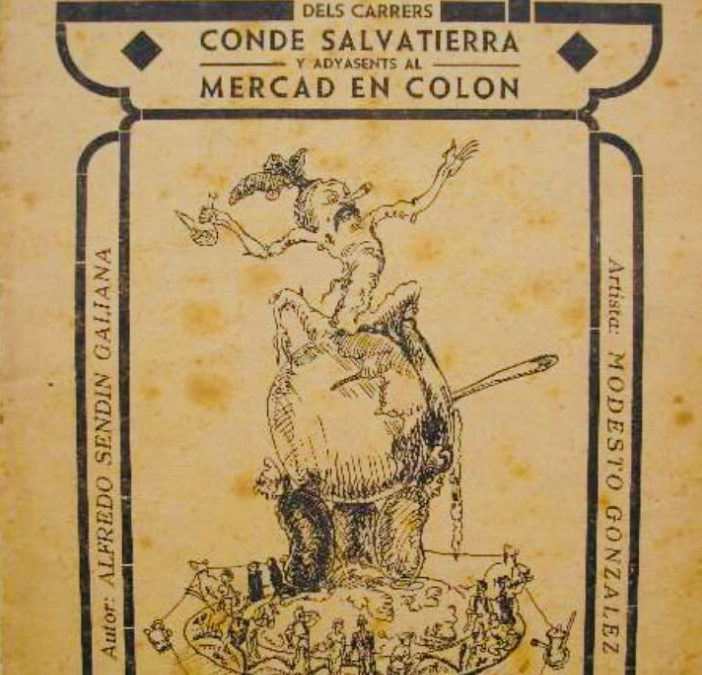 DELS CARRERS
CONDE SALVATIERRA
Y ADYASENTS AL
MERCAD EN COLON
Autor: ALFREDO SENDIN GALIANA
Artista: MODESTO GONZALEZ